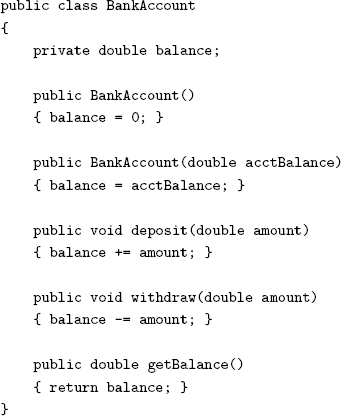 public class BankAccount
{
    private double balance;

    public BankAccount()
    { balance = 0; }

    public BankAccount(double acctBalance)
    { balance = acctBalance; }

    public void deposit(double amount)
    { balance += amount; }

    public void withdraw(double amount)
    { balance -= amount; }

    public double getBalance()
    { return balance; }
}